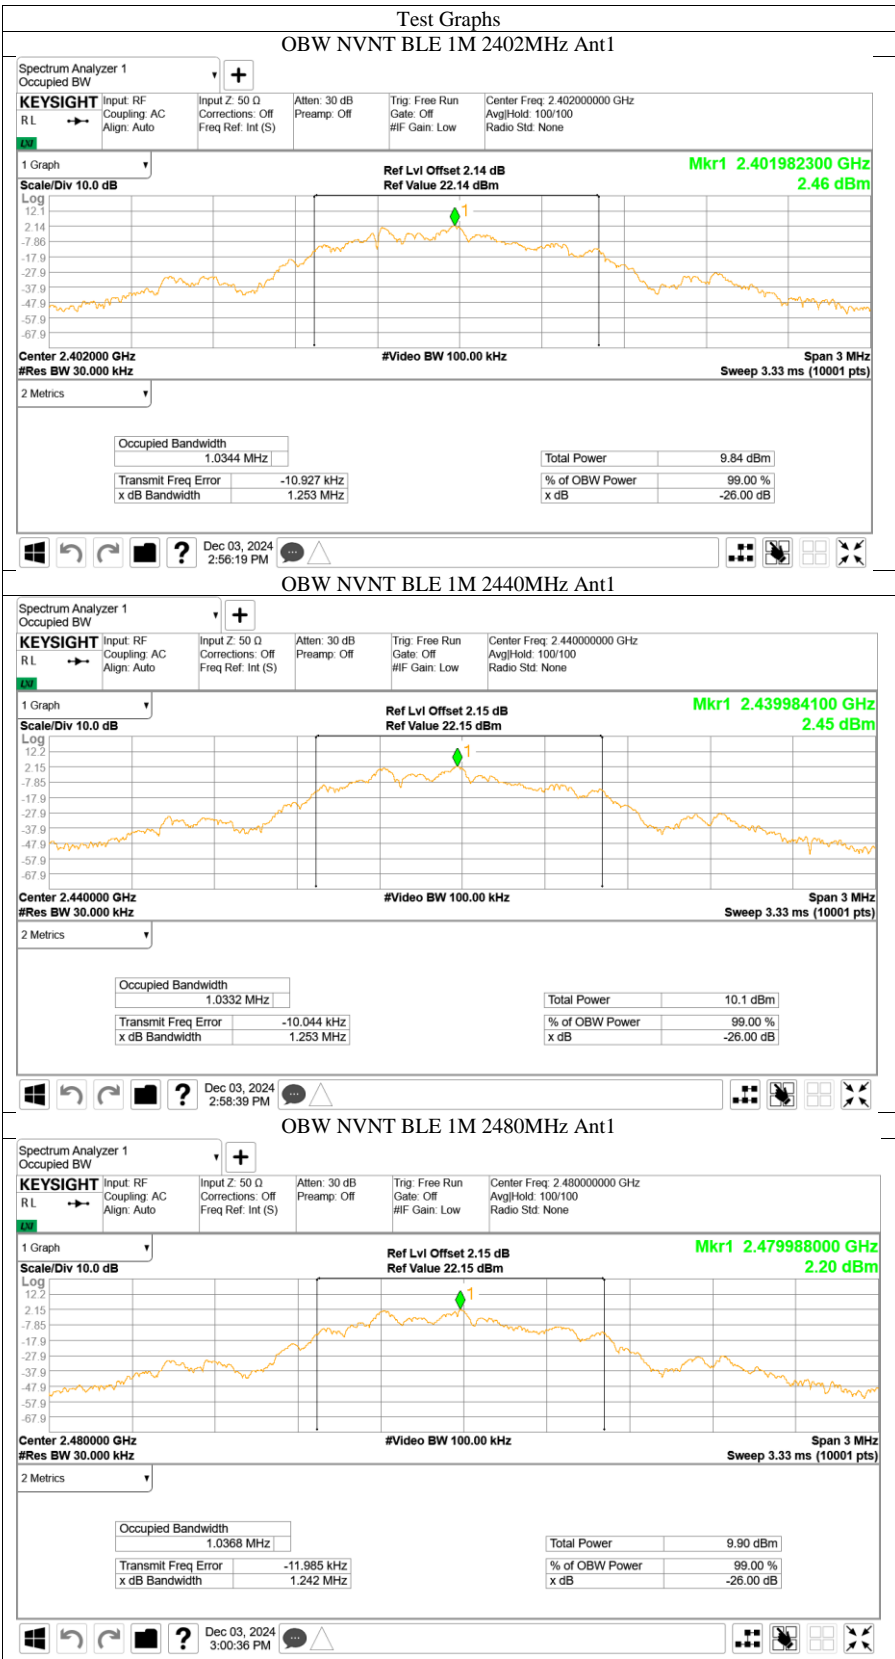 Test Graphs
OBW NVNT BLE 1M 2402MHz Ant1
Spectrum Analyzer 1
Occupied BW
▼
+
KEYSIGHT Input: RF Input Z: 50 Ω Atten: 30 dB Trig: Free Run Center Freq: 2.402000000 GHz
RL Coupling: AC Corrections: Off Preamp: Off Gate: Off Avg|Hold: 100/100
Align: Auto Freq Ref: Int (S) #IF Gain: Low Radio Std: None
LXI
1 Graph ▼
Ref Lvl Offset 2.14 dB Mkr1 2.401982300 GHz
Scale/Div 10.0 dB Ref Value 22.14 dBm 2.46 dBm
Log
1
12.1
2.14
-7.86
-17.9
-27.9
-37.9
-47.9
-57.9
-67.9
Center 2.402000 GHz #Video BW 100.00 kHz Span 3 MHz
#Res BW 30.000 kHz Sweep 3.33 ms (10001 pts)
2 Metrics ▼
Occupied Bandwidth
1.0344 MHz Total Power 9.84 dBm
Transmit Freq Error -10.927 kHz % of OBW Power 99.00 %
x dB Bandwidth 1.253 MHz x dB -26.00 dB
? Dec 03, 2024
2:56:19 PM
OBW NVNT BLE 1M 2440MHz Ant1
Spectrum Analyzer 1
Occupied BW
▼
+
KEYSIGHT Input: RF Input Z: 50 Ω Atten: 30 dB Trig: Free Run Center Freq: 2.440000000 GHz
RL Coupling: AC Corrections: Off Preamp: Off Gate: Off Avg|Hold: 100/100
Align: Auto Freq Ref: Int (S) #IF Gain: Low Radio Std: None
LXI
1 Graph ▼
Ref Lvl Offset 2.15 dB Mkr1 2.439984100 GHz
Scale/Div 10.0 dB Ref Value 22.15 dBm 2.45 dBm
Log
1
12.2
2.15
-7.85
-17.9
-27.9
-37.9
-47.9
-57.9
-67.9
Center 2.440000 GHz #Video BW 100.00 kHz Span 3 MHz
#Res BW 30.000 kHz Sweep 3.33 ms (10001 pts)
2 Metrics ▼
Occupied Bandwidth
1.0332 MHz Total Power 10.1 dBm
Transmit Freq Error -10.044 kHz % of OBW Power 99.00 %
x dB Bandwidth 1.253 MHz x dB -26.00 dB
? Dec 03, 2024
2:58:39 PM
OBW NVNT BLE 1M 2480MHz Ant1
Spectrum Analyzer 1
Occupied BW
▼
+
KEYSIGHT Input: RF Input Z: 50 Ω Atten: 30 dB Trig: Free Run Center Freq: 2.480000000 GHz
RL Coupling: AC Corrections: Off Preamp: Off Gate: Off Avg|Hold: 100/100
Align: Auto Freq Ref: Int (S) #IF Gain: Low Radio Std: None
LXI
1 Graph ▼
Ref Lvl Offset 2.15 dB Mkr1 2.479988000 GHz
Scale/Div 10.0 dB Ref Value 22.15 dBm 2.20 dBm
Log
1
12.2
2.15
-7.85
-17.9
-27.9
-37.9
-47.9
-57.9
-67.9
Center 2.480000 GHz #Video BW 100.00 kHz Span 3 MHz
#Res BW 30.000 kHz Sweep 3.33 ms (10001 pts)
2 Metrics ▼
Occupied Bandwidth
1.0368 MHz Total Power 9.90 dBm
Transmit Freq Error -11.985 kHz % of OBW Power 99.00 %
x dB Bandwidth 1.242 MHz x dB -26.00 dB
? Dec 03, 2024
3:00:36 PM